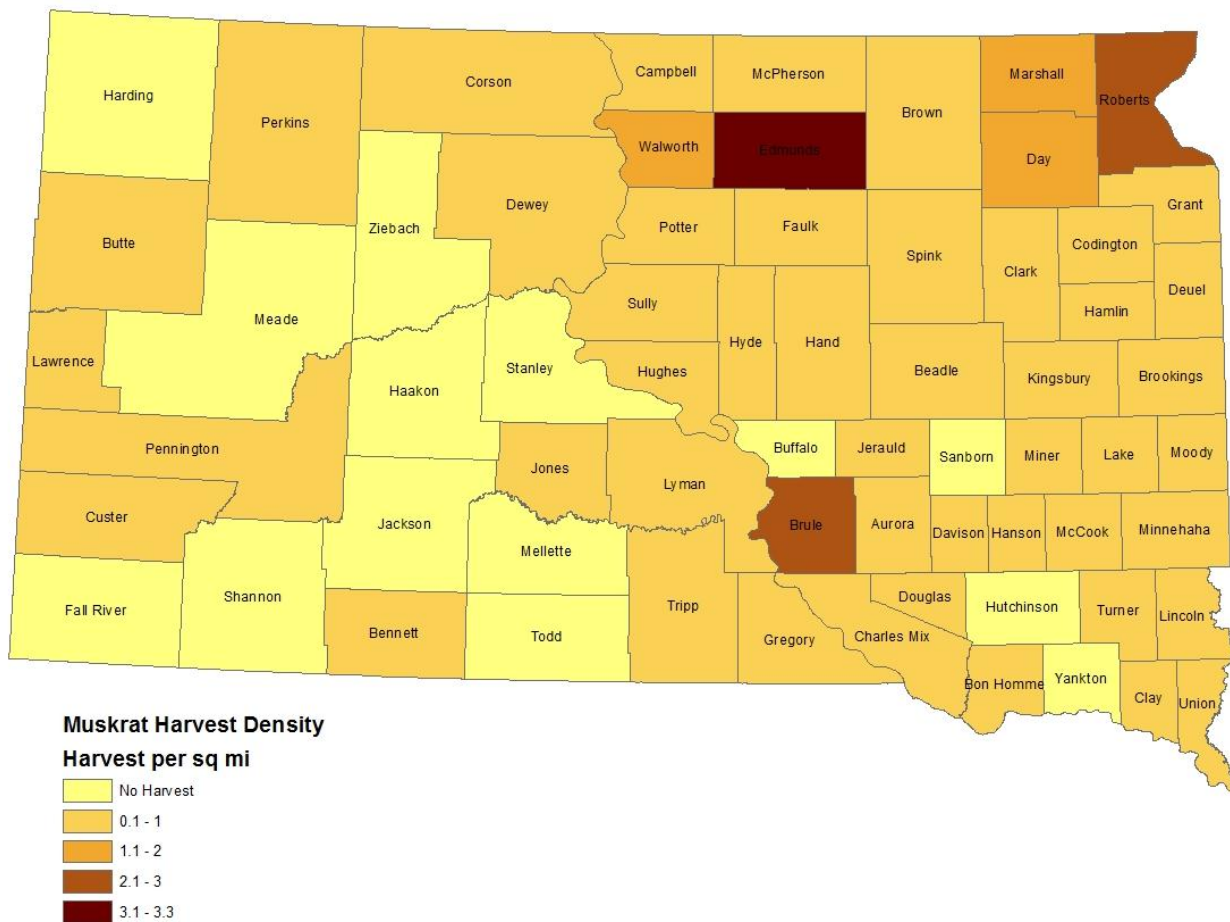 Harding
Perkins
Corson
Campbell
McPherson
Brown
Marshall
Roberts
Walworth
Edmunds
Day
Butte
Ziebach
Dewey
Potter
Faulk
Spink
Clark
Codington
Grant
Meade
Sully
Hamlin
Deuel
Lawrence
Haakon
Stanley
Hughes
Hyde
Hand
Beadle
Kingsbury
Brookings
Pennington
Jones
Lyman
Buffalo
Jerauld
Sanborn
Miner
Lake
Moody
Custer
Jackson
Mellette
Brule
Aurora
Davison
Hanson
McCook
Minnehaha
Fall River
Shannon
Bennett
Todd
Tripp
Gregory
Charles Mix
Douglas
Hutchinson
Turner
Lincoln
Bon Homme
Yankton
Clay
Union
Muskrat Harvest Density
Harvest per sq mi
No Harvest
0.1 - 1
1.1 - 2
2.1 - 3
3.1 - 3.3